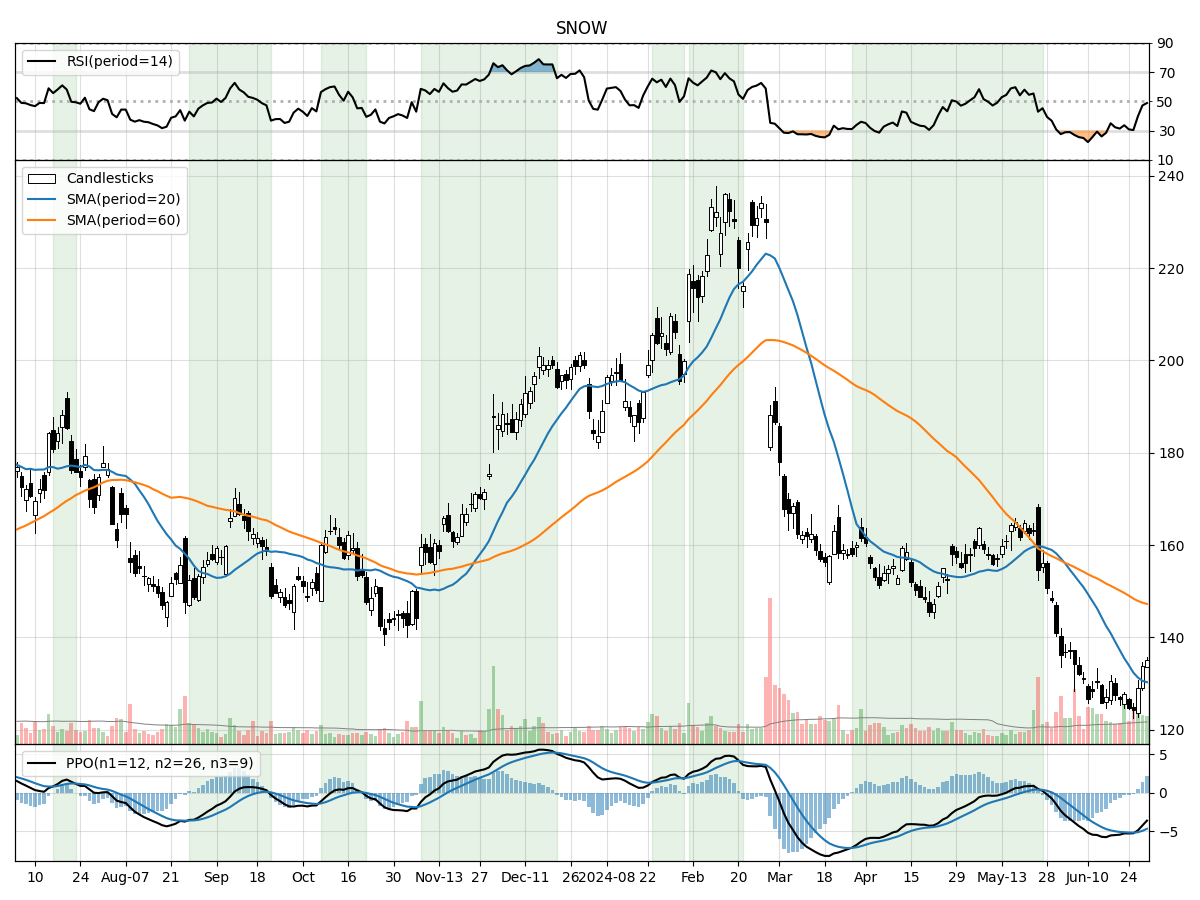 SNOW
RSI(period=14)
90
70
50
30
10
Candlesticks
SMA(period=20)
SMA(period=60)
240
220
200
180
160
140
120
PPO(n1=12, n2=26, n3=9)
5
0
−5
10 24 Aug-07 21 Sep 18 Oct 16 30 Nov-13 27 Dec-11 26 2024-08 22 Feb 20 Mar 18 Apr 15 29 May-13 28 Jun-10 24